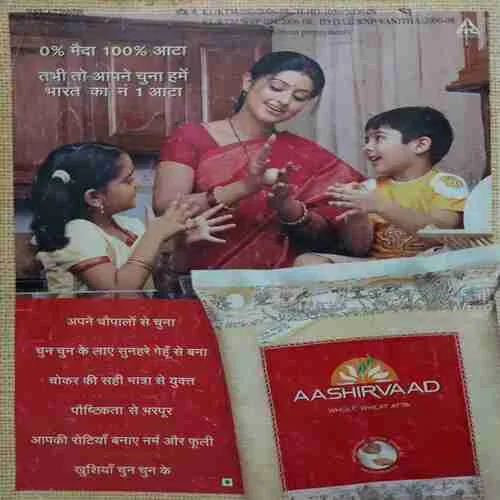 0% मैदा 100% आटा
तभी तो आपने चुना हमें
भारत का नं 1 आटा
अपने चौपालों से चुना
चुन चुन के लाए सुनहरे गेहूँ से बना
चोकर की सही मात्रा से युक्त
पौष्टिकता से भरपूर
आपकी रोटियाँ बनाए नर्म और फूली
खुशियाँ चुन चुन के
AASHIRVAAD
WHOLE WHEAT ATTA